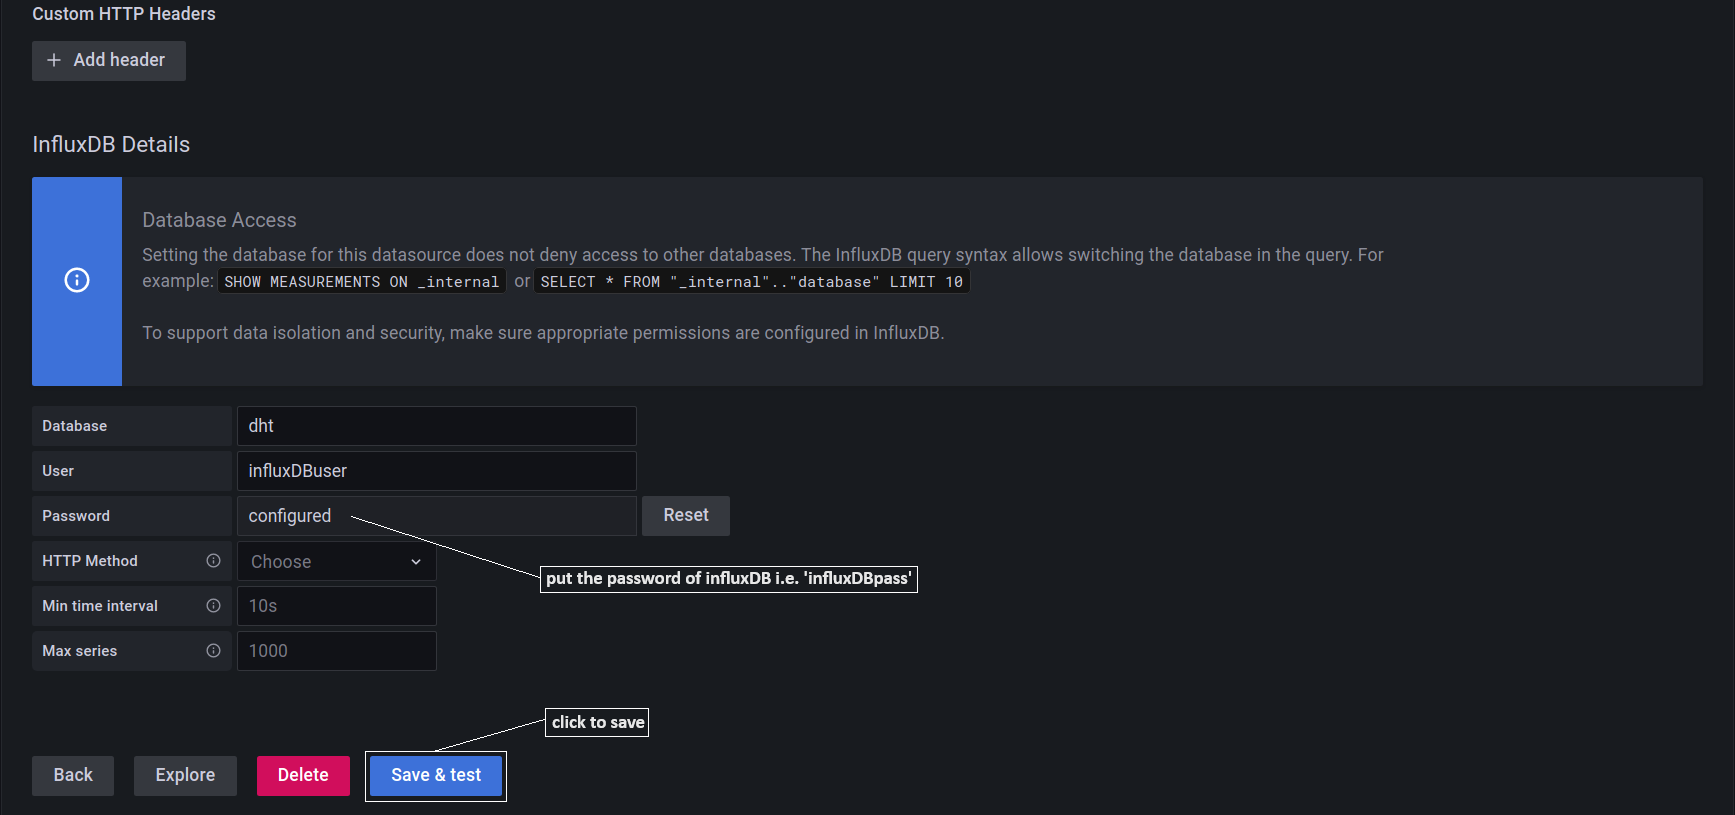 Custom HTTP Headers
+ Add header
InfluxDB Details
Database Access
Setting the database for this datasource does not deny access to other databases. The InfluxDB query syntax allows switching the database in the query. For
example: SHOW MEASUREMENTS ON _internal or SELECT * FROM "_internal".."database" LIMIT 10
To support data isolation and security, make sure appropriate permissions are configured in InfluxDB.
Database dht
User influxDBuser
Password configured Reset
HTTP Method Choose
put the password of influxDB i.e. 'influxDBpass'
Min time interval 10s
Max series 1000
click to save
Back Explore Delete Save & test